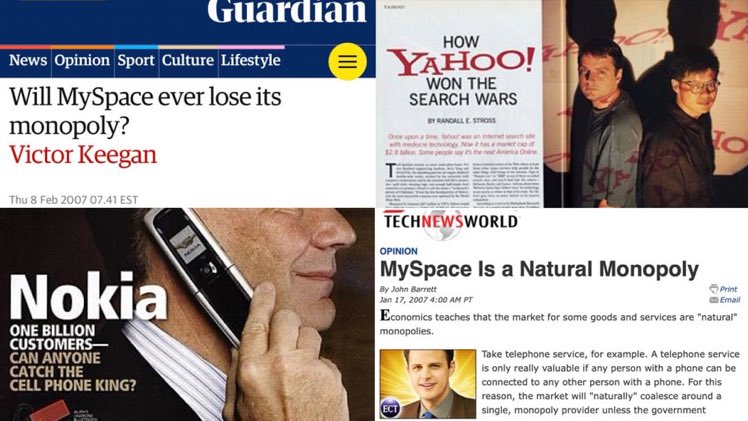 Guardian
News Opinion Sport Culture Lifestyle
Will MySpace ever lose its
monopoly?
Victor Keegan
Thu 8 Feb 2007 07.41 EST
YAHOO!
HOW
YAHOO!
WON THE
SEARCH WARS
BY RANDALL E. STROSS
Once upon a time, Yahoo! was an Internet search site
with mediocre technology. Now it has a market cap of
$2.8 billion. Some people say it's the next America Online.
Nokia
NOKIA
ONE BILLION
CUSTOMERS—
CAN ANYONE
CATCH THE
CELL PHONE KING?
TECHNEWSWORLD
OPINION
MySpace Is a Natural Monopoly
By John Barrett
Jan 17, 2007 4:00 AM PT
Print
Email
Economics teaches that the market for some goods and services are "natural"
monopolies.
Take telephone service, for example. A telephone service
is only really valuable if any person with a phone can be
connected to any other person with a phone. For this
reason, the market will "naturally" coalesce around a
single, monopoly provider unless the government
ECT